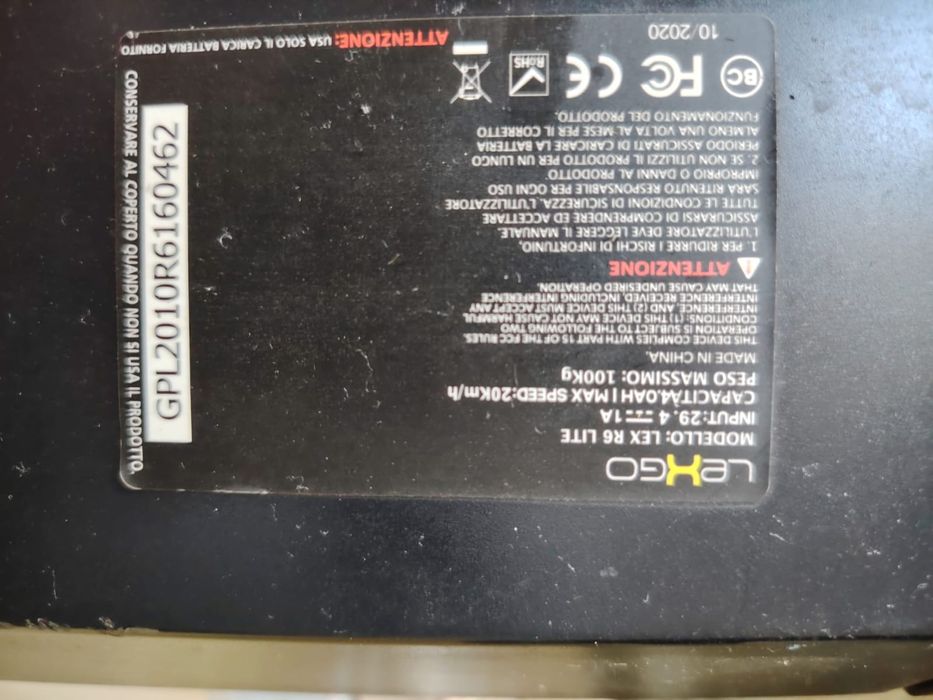 LexGO
MODELLO: LEX R6 LITE
INPUT:29.4 ⎓ 1A
CAPACITÀ4.0AH | MAX SPEED:20Km/h
PESO MASSIMO: 100Kg
MADE IN CHINA.
THIS DEVICE COMPLIES WITH PART 15 OF THE FCC RULES.
OPERATION IS SUBJECT TO THE FOLLOWING TWO
CONDITIONS: (1) THIS DEVICE MAY NOT CAUSE HARMFUL
INTERFERENCE, AND (2) THIS DEVICE MUST ACCEPT ANY
INTERFERENCE RECEIVED, INCLUDING INTERFERENCE
THAT MAY CAUSE UNDESIRED OPERATION.
ATTENZIONE
1. PER RIDURRE I RISCHI DI INFORTUNIO,
L'UTILIZZATORE DEVE LEGGERE IL MANUALE.
ASSICURARSI DI COMPRENDERE ED ACCETTARE
TUTTE LE CONDIZIONI DI SICUREZZA. L'UTILIZZATORE
SARÀ RITENUTO RESPONSABILE PER OGNI USO
IMPROPRIO O DANNI AL PRODOTTO.
2. SE NON UTILIZZI IL PRODOTTO PER UN LUNGO
PERIODO ASSICURATI DI CARICARE LA BATTERIA
ALMENO UNA VOLTA AL MESE PER IL CORRETTO
FUNZIONAMENTO DEL PRODOTTO.
BC FC CE RoHS
10/2020
ATTENZIONE: USA SOLO IL CARICA BATTERIA FORNITO
GPL2010R6160462
CONSERVARE AL COPERTO QUANDO NON SI USA IL PRODOTTO.